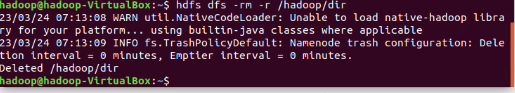 hadoop@hadoop-VirtualBox:~$ hdfs dfs -rm -r /hadoop/dir
23/03/24 07:13:08 WARN util.NativeCodeLoader: Unable to load native-hadoop libra
ry for your platform... using builtin-java classes where applicable
23/03/24 07:13:09 INFO fs.TrashPolicyDefault: Namenode trash configuration: Dele
tion interval = 0 minutes, Emptier interval = 0 minutes.
Deleted /hadoop/dir
hadoop@hadoop-VirtualBox:~$